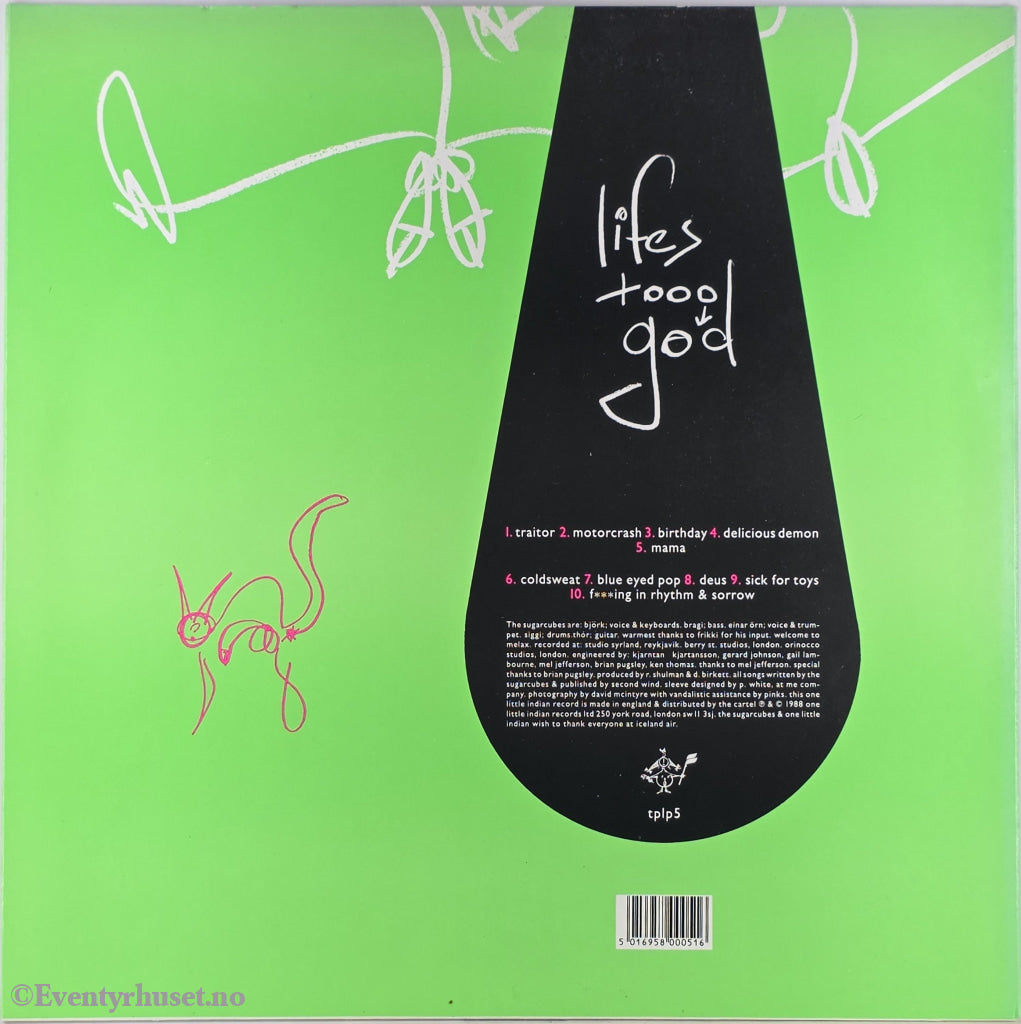 lifes
tooo
god
1. traitor 2. motorcrash 3. birthday 4. delicious demon
5. mama
6. coldsweat 7. blue eyed pop 8. deus 9. sick for toys
10. f***ing in rhythm & sorrow
The sugarcubes are: björk; voice & keyboards. bragi; bass. einar örn; voice & trum-
pet. siggi; drums.thór; guitar. warmest thanks to frikki for his input. welcome to
melax. recorded at: studio syrland, reykjavik. berry st. studios, london. orinocco
studios, london. engineered by: kjarntan kjartansson, gerard johnson, gail lam-
bourne, mel jefferson, brian pugsley, ken thomas. thanks to mel jefferson. special
thanks to brian pugsley. produced by r. shulman & d. birkett. all songs written by the
sugarcubes & published by second wind. sleeve designed by p. white, at me com-
pany. photography by david mcintyre with vandalistic assistance by pinks. this one
little indian record is made in england & distributed by the cartel ℗ & © 1988 one
little indian records ltd 250 york road, london sw11 3sj. the sugarcubes & one little
indian wish to thank everyone at iceland air.
tplp5
5 016958 000516
©Eventyrhuset.no